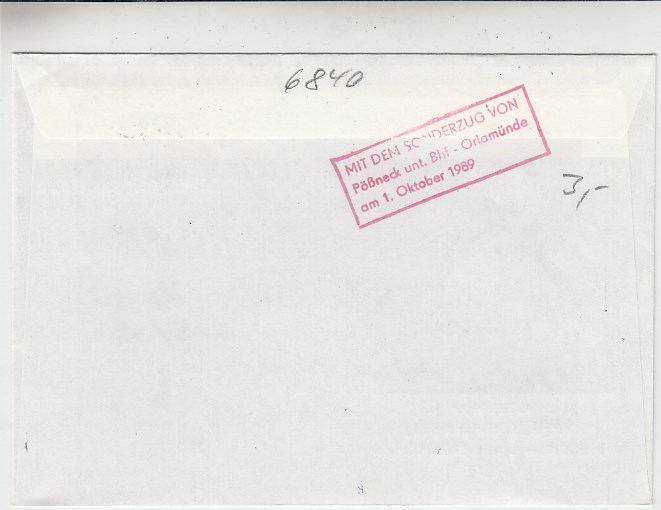 6840
MIT DEM SONDERZUG VON
Pößneck unt. Bhf - Orlamünde
am 1. Oktober 1989
3,-